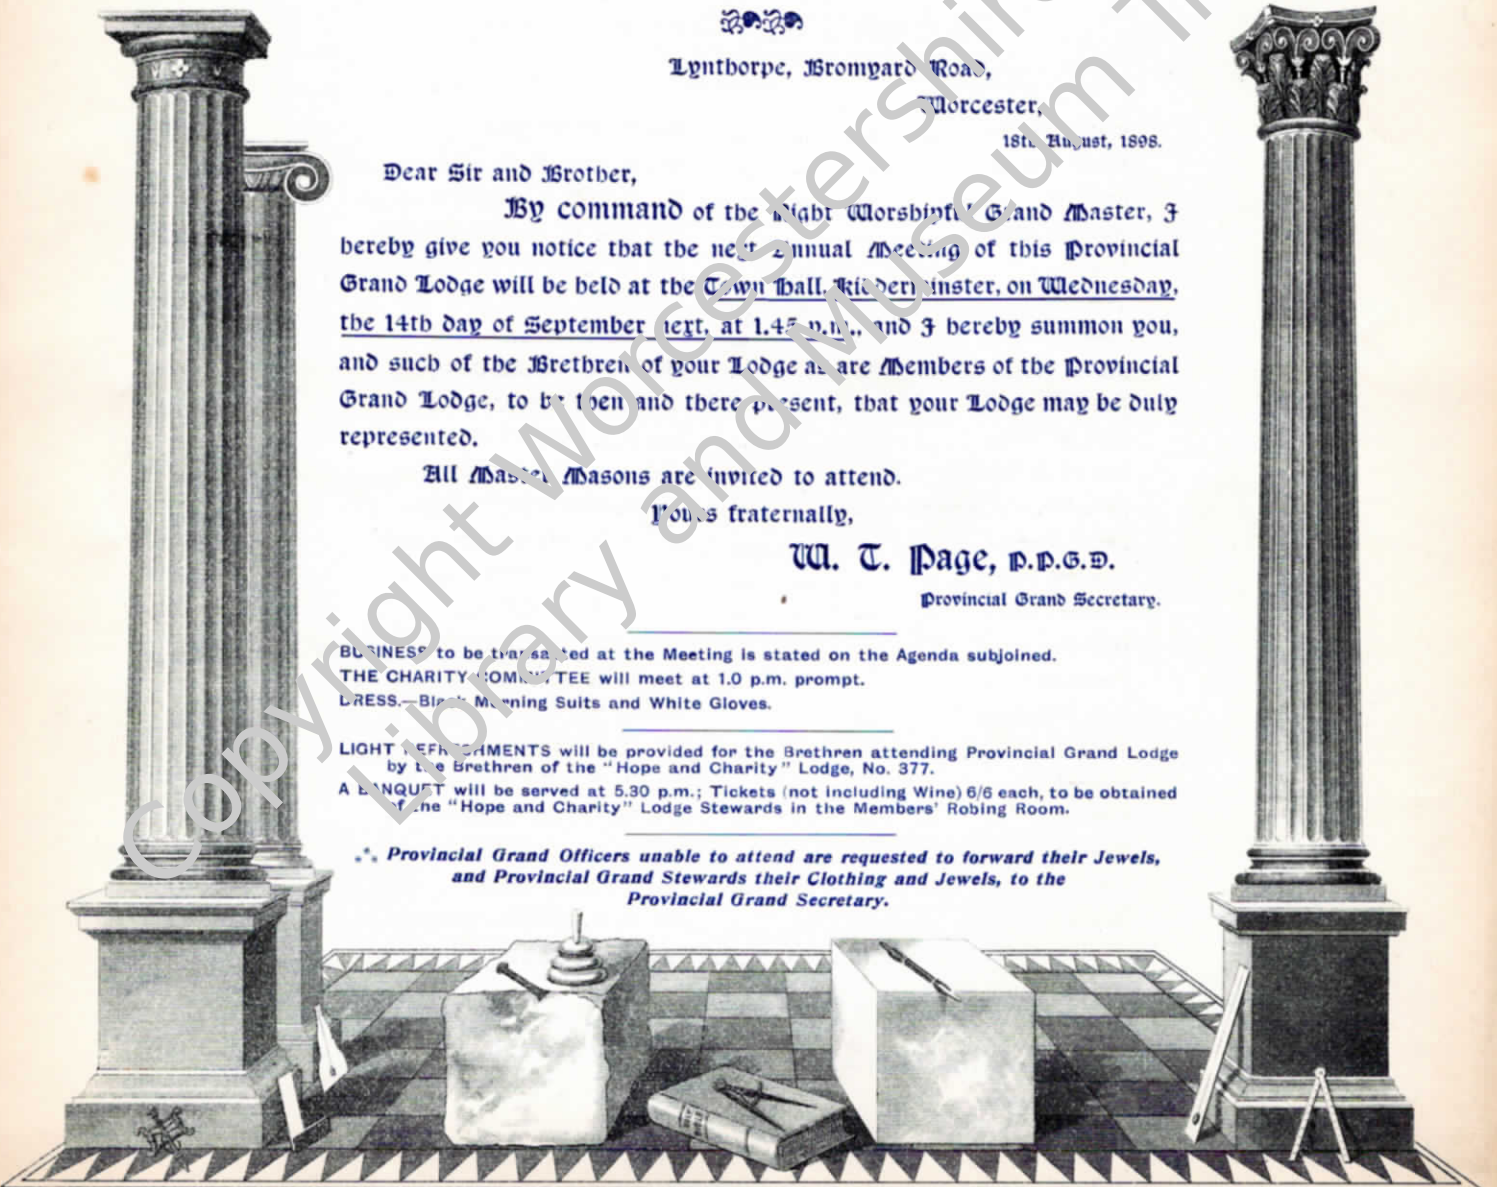 Lynthorpe, Bromyard Road,
Worcester,
18th August, 1898.
Dear Sir and Brother,
By command of the Right Worshipful Grand Master, I
hereby give you notice that the next Annual Meeting of this Provincial
Grand Lodge will be held at the Town Hall, Kidderminster, on Wednesday,
the 14th day of September next, at 1.45 p.m., and I hereby summon you,
and such of the Brethren of your Lodge as are Members of the Provincial
Grand Lodge, to be then and there present, that your Lodge may be duly
represented.
All Master Masons are invited to attend.
Yours fraternally,
W. T. Page, P.P.G.D.
Provincial Grand Secretary.
BUSINESS to be transacted at the Meeting is stated on the Agenda subjoined.
THE CHARITY COMMITTEE will meet at 1.0 p.m. prompt.
DRESS.—Black Morning Suits and White Gloves.
LIGHT REFRESHMENTS will be provided for the Brethren attending Provincial Grand Lodge
by the Brethren of the "Hope and Charity" Lodge, No. 377.
A BANQUET will be served at 5.30 p.m.; Tickets (not including Wine) 6/6 each, to be obtained
of the "Hope and Charity" Lodge Stewards in the Members' Robing Room.
Provincial Grand Officers unable to attend are requested to forward their Jewels,
and Provincial Grand Stewards their Clothing and Jewels, to the
Provincial Grand Secretary.
Copyright Worcestershire
Library and Museum